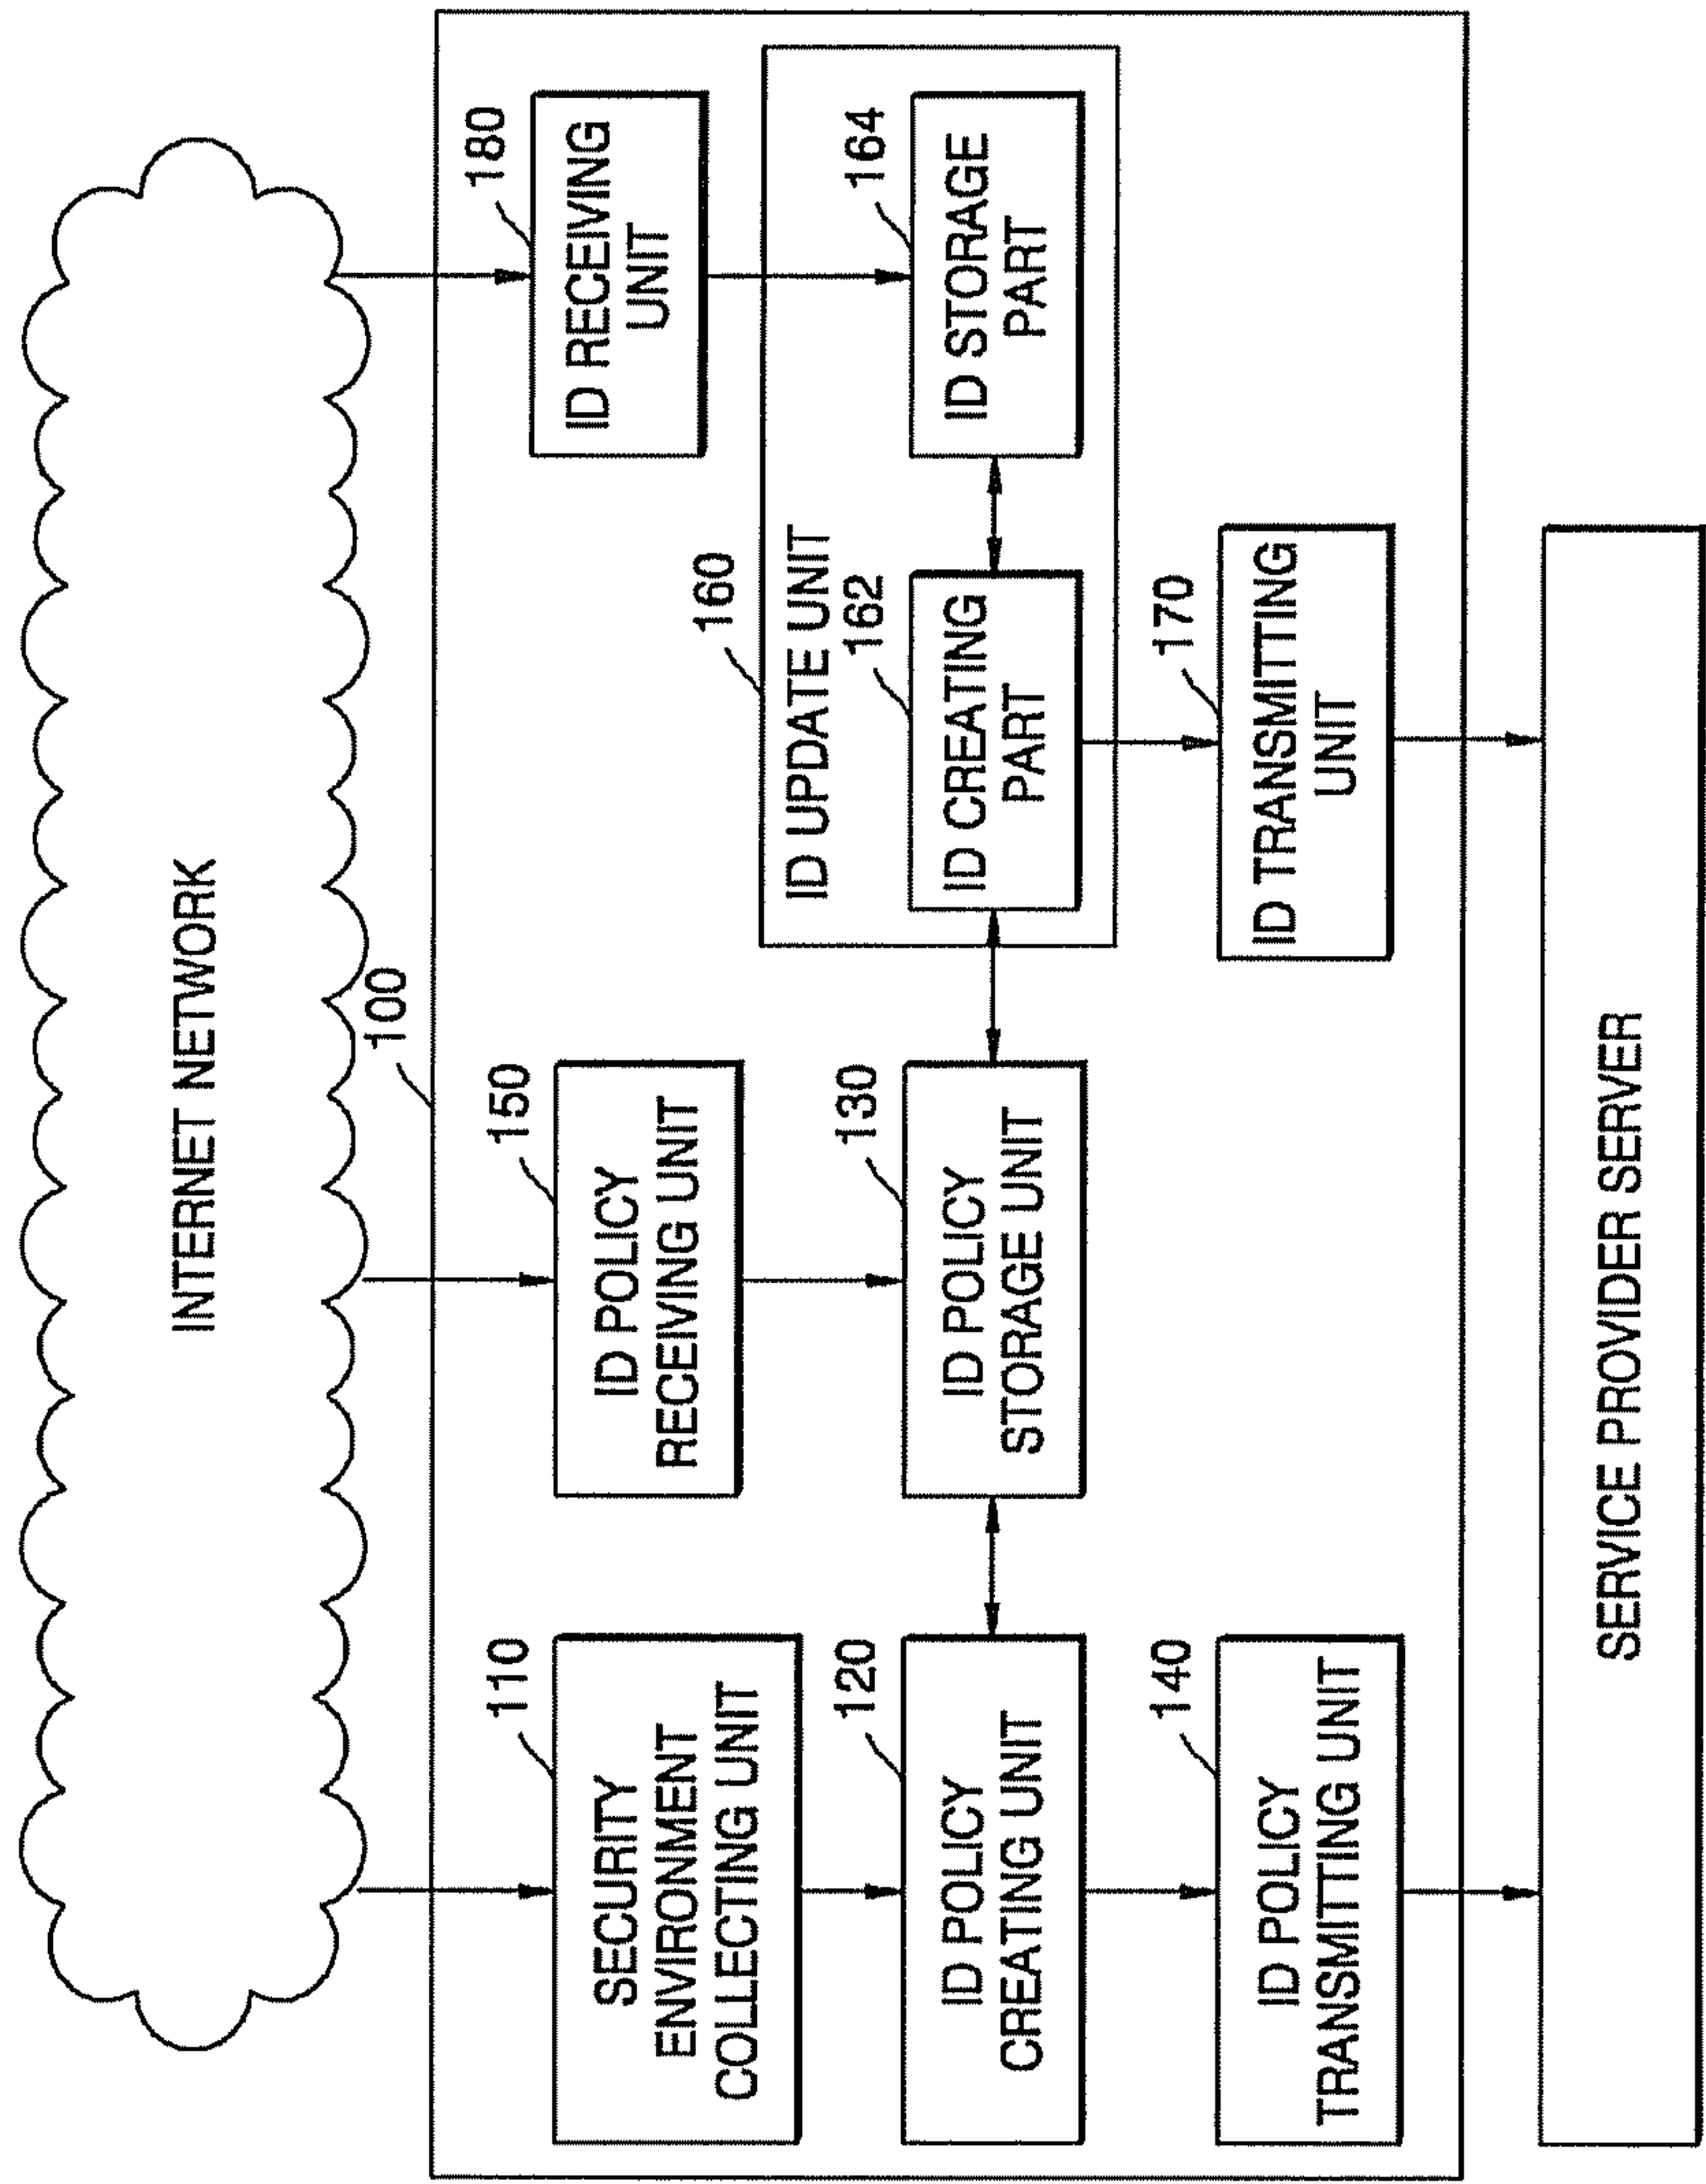 INTERNET NETWORK
100
110
SECURITY
ENVIRONMENT
COLLECTING UNIT
150
ID POLICY
RECEIVING UNIT
180
ID RECEIVING
UNIT
160
ID UPDATE UNIT
120
ID POLICY
CREATING UNIT
130
ID POLICY
STORAGE UNIT
162
ID CREATING
PART
164
ID STORAGE
PART
140
ID POLICY
TRANSMITTING UNIT
170
ID TRANSMITTING
UNIT
SERVICE PROVIDER SERVER